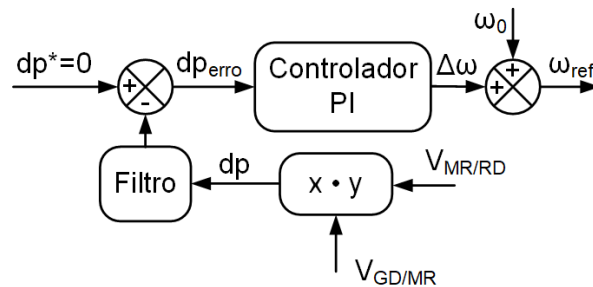 ω₀
dp*=0
dp_erro
Controlador
PI
Δω
ω_ref
+
-
+
+
Filtro
dp
x • y
V_MR/RD
V_GD/MR